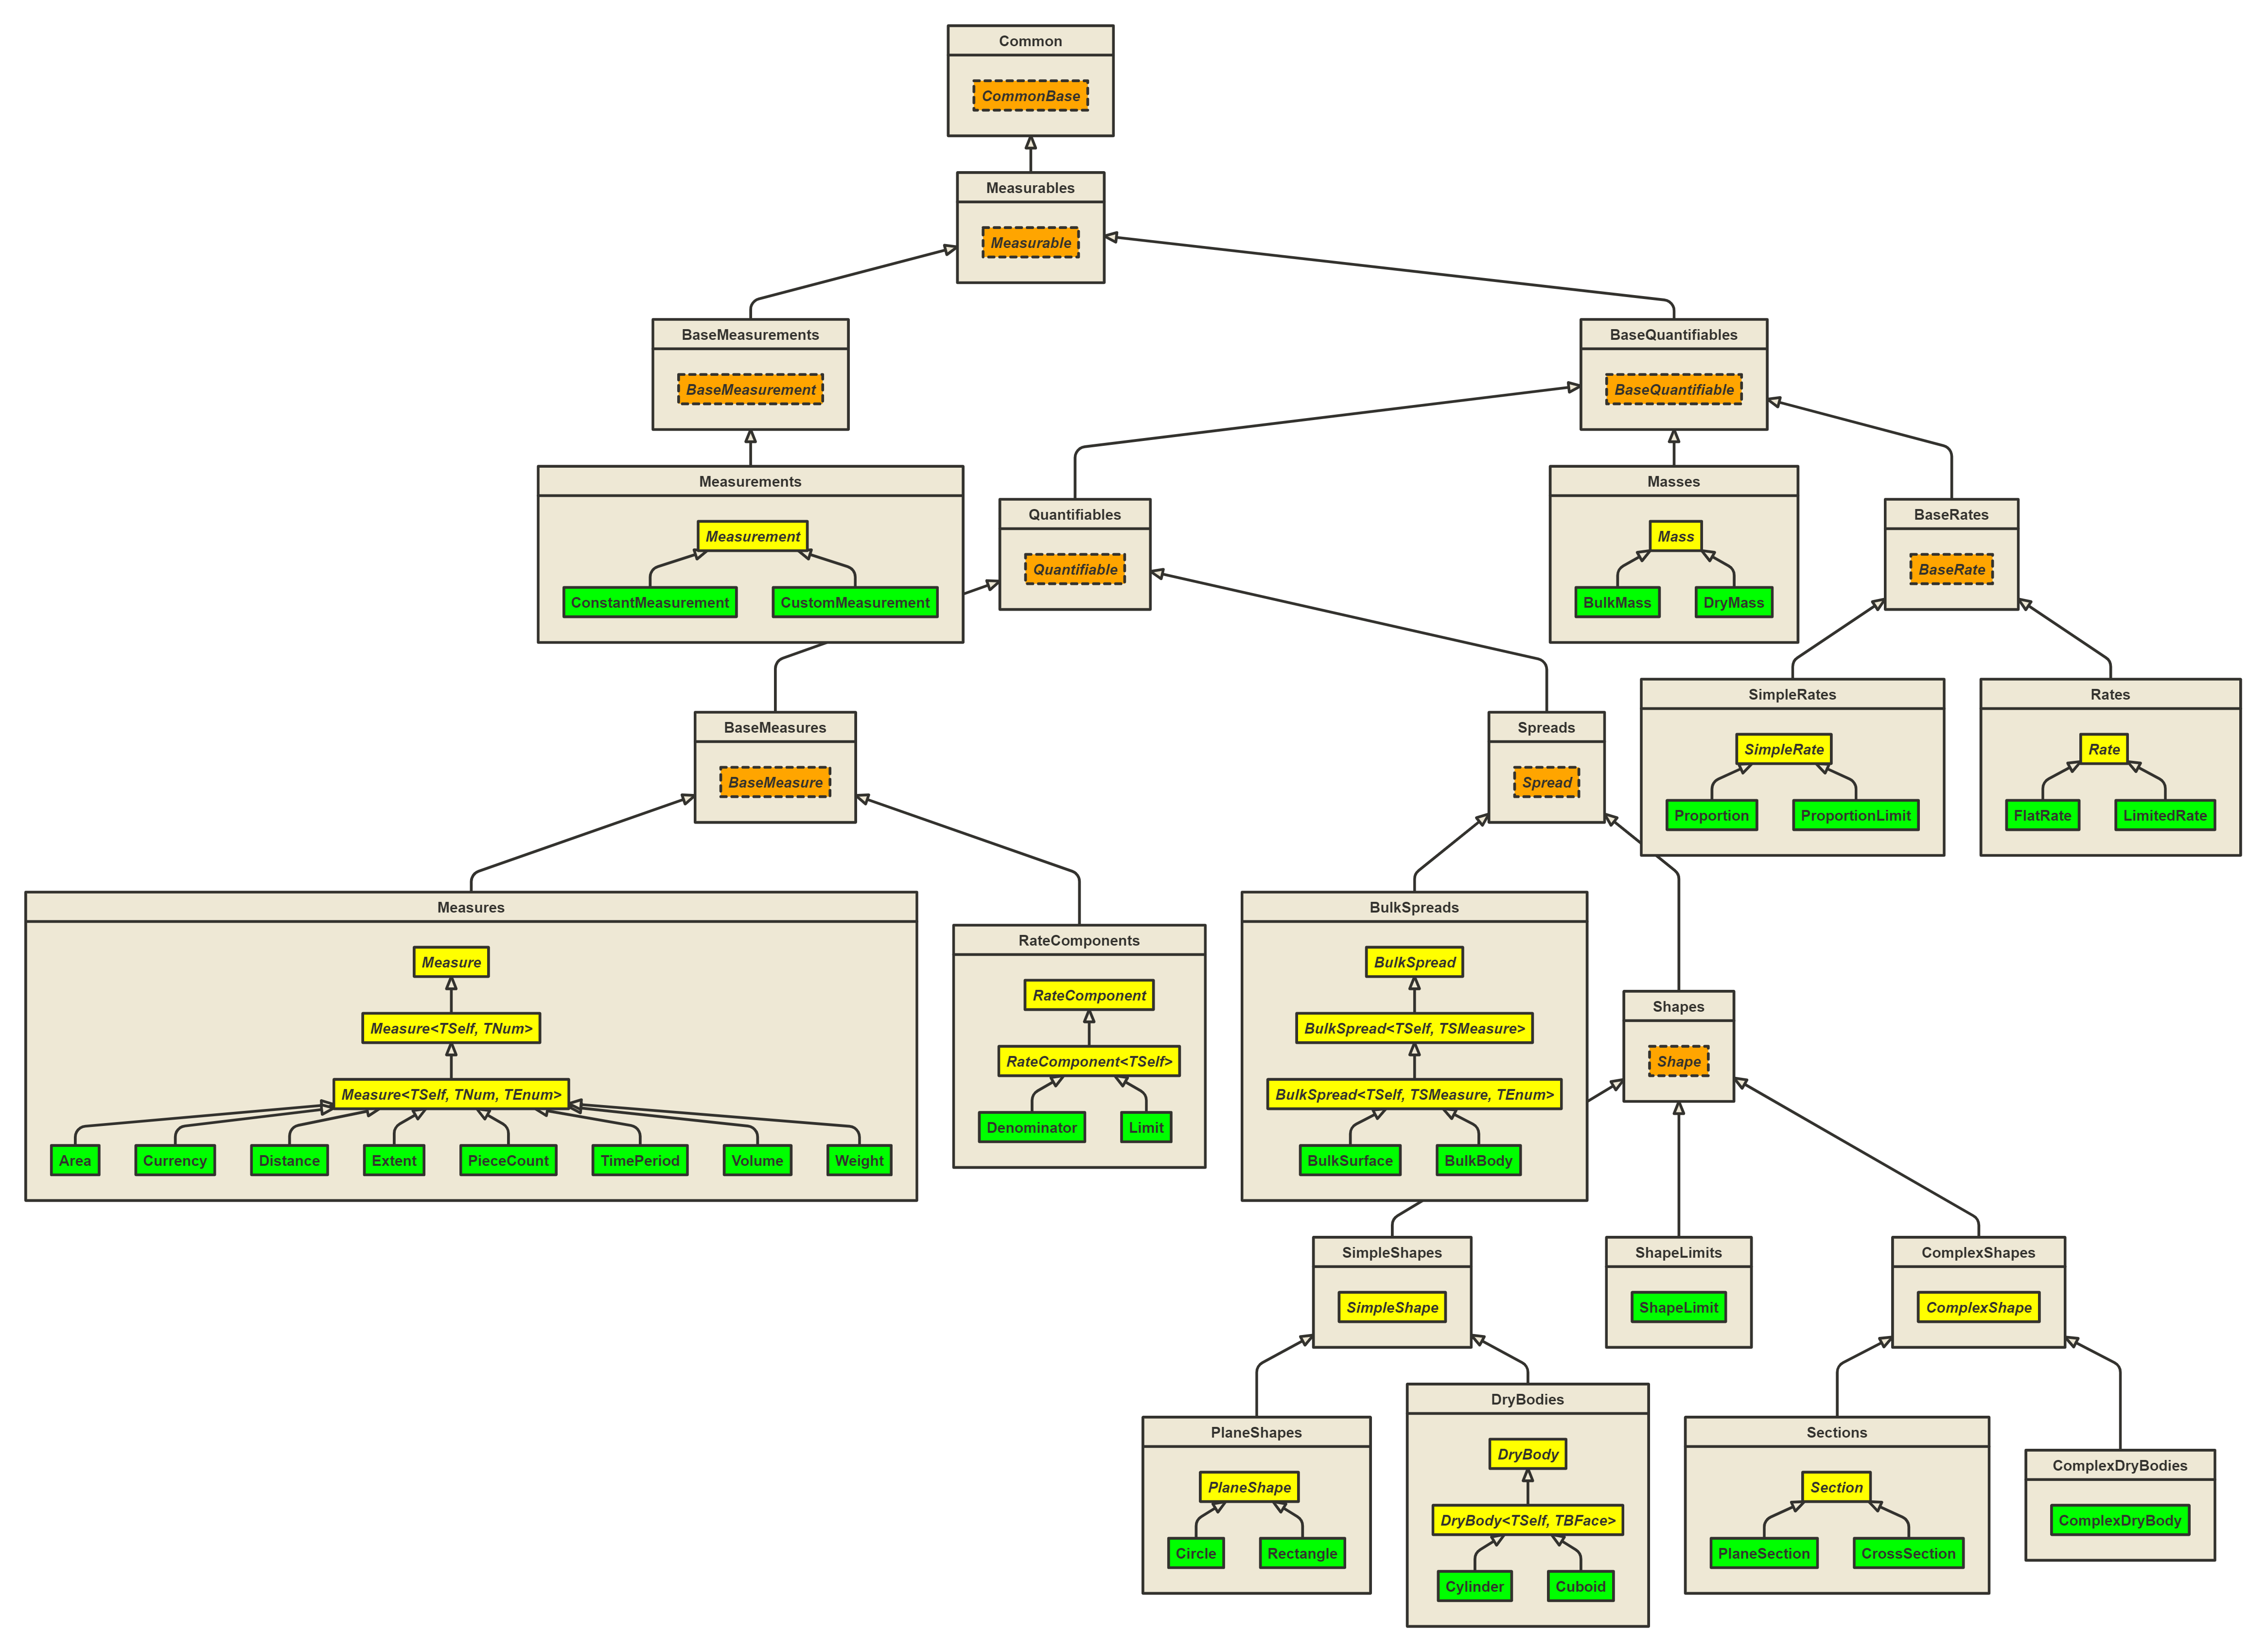 Common
CommonBase
Measurables
Measurable
BaseMeasurements
BaseMeasurement
BaseQuantifiables
BaseQuantifiable
Measurements
Measurement
ConstantMeasurement
CustomMeasurement
Quantifiables
Quantifiable
Masses
Mass
BulkMass
DryMass
BaseRates
BaseRate
BaseMeasures
BaseMeasure
Spreads
Spread
SimpleRates
SimpleRate
Proportion
ProportionLimit
Rates
Rate
FlatRate
LimitedRate
Measures
Measure
Measure<TSelf, TNum>
Measure<TSelf, TNum, TEnum>
Area
Currency
Distance
Extent
PieceCount
TimePeriod
Volume
Weight
RateComponents
RateComponent
RateComponent<TSelf>
Denominator
Limit
BulkSpreads
BulkSpread
BulkSpread<TSelf, TSMeasure>
BulkSpread<TSelf, TSMeasure, TEnum>
BulkSurface
BulkBody
Shapes
Shape
SimpleShapes
SimpleShape
ShapeLimits
ShapeLimit
ComplexShapes
ComplexShape
PlaneShapes
PlaneShape
Circle
Rectangle
DryBodies
DryBody
DryBody<TSelf, TBFace>
Cylinder
Cuboid
Sections
Section
PlaneSection
CrossSection
ComplexDryBodies
ComplexDryBody